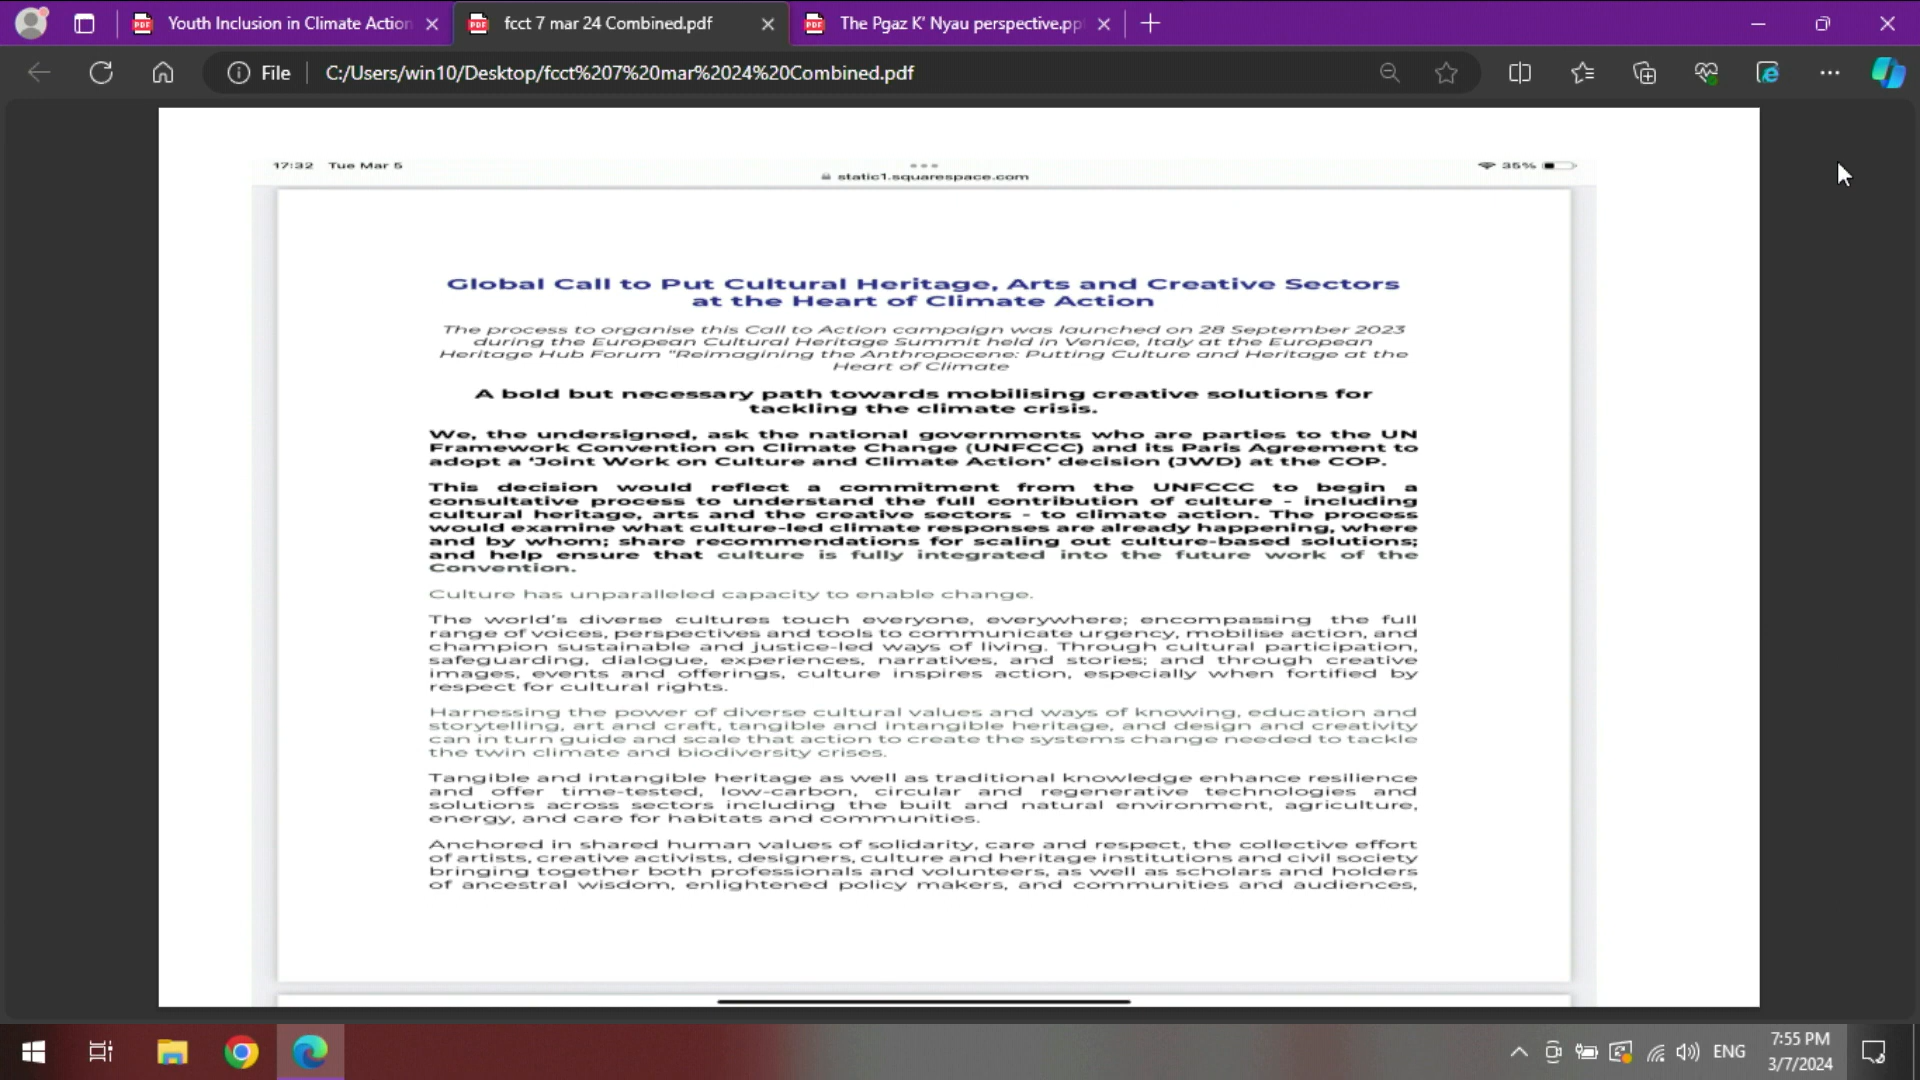 Youth Inclusion in Climate Action
fcct 7 mar 24 Combined.pdf
The Pgaz K' Nyau perspective.pp
File
C:/Users/win10/Desktop/fcct%207%20mar%2024%20Combined.pdf
17:32 Tue Mar 5
35%
static1.squarespace.com
Global Call to Put Cultural Heritage, Arts and Creative Sectors
at the Heart of Climate Action
The process to organise this Call to Action campaign was launched on 28 September 2023
during the European Cultural Heritage Summit held in Venice, Italy at the European
Heritage Hub Forum "Reimagining the Anthropocene: Putting Culture and Heritage at the
Heart of Climate
A bold but necessary path towards mobilising creative solutions for
tackling the climate crisis.
We, the undersigned, ask the national governments who are parties to the UN
Framework Convention on Climate Change (UNFCCC) and its Paris Agreement to
adopt a 'Joint Work on Culture and Climate Action' decision (JWD) at the COP.
This decision would reflect a commitment from the UNFCCC to begin a
consultative process to understand the full contribution of culture - including
cultural heritage, arts and the creative sectors - to climate action. The process
would examine what culture-led climate responses are already happening, where
and by whom; share recommendations for scaling out culture-based solutions;
and help ensure that culture is fully integrated into the future work of the
Convention.
Culture has unparalleled capacity to enable change.
The world's diverse cultures touch everyone, everywhere; encompassing the full
range of voices, perspectives and tools to communicate urgency, mobilise action, and
champion sustainable and justice-led ways of living. Through cultural participation,
safeguarding, dialogue, experiences, narratives, and stories; and through creative
images, events and offerings, culture inspires action, especially when fortified by
respect for cultural rights.
Harnessing the power of diverse cultural values and ways of knowing, education and
storytelling, art and craft, tangible and intangible heritage, and design and creativity
can in turn guide and scale that action to create the systems change needed to tackle
the twin climate and biodiversity crises.
Tangible and intangible heritage as well as traditional knowledge enhance resilience
and offer time-tested, low-carbon, circular and regenerative technologies and
solutions across sectors including the built and natural environment, agriculture,
energy, and care for habitats and communities.
Anchored in shared human values of solidarity, care and respect, the collective effort
of artists, creative activists, designers, culture and heritage institutions and civil society
bringing together both professionals and volunteers, as well as scholars and holders
of ancestral wisdom, enlightened policy makers, and communities and audiences,
ENG
7:55 PM
3/7/2024